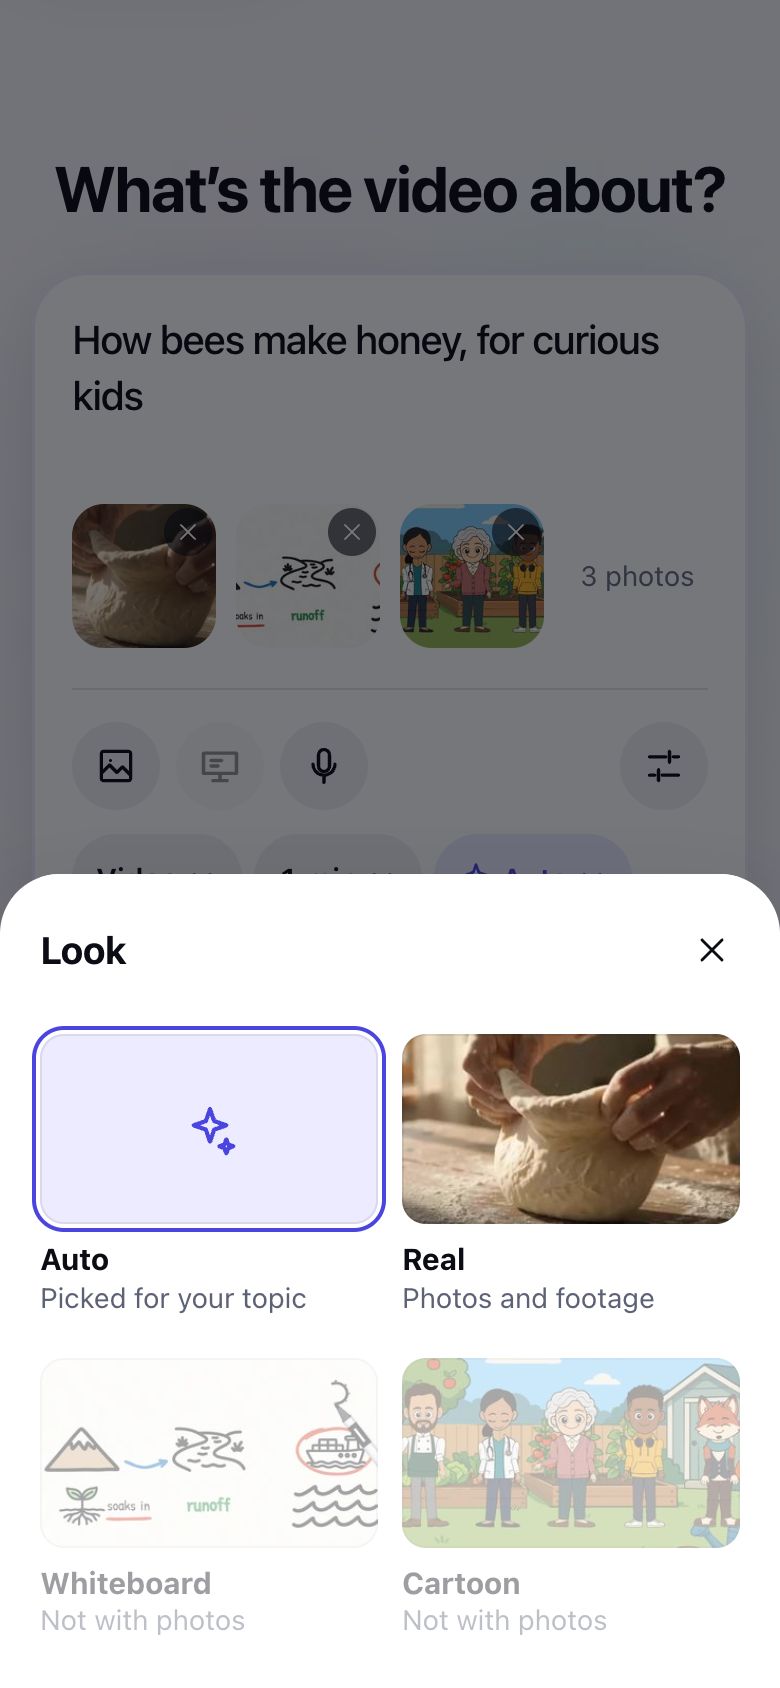 What's the video about?
How bees make honey, for curious
kids
runoff
3 photos
Look
Auto
Picked for your topic
Real
Photos and footage
soaks in
runoff
Whiteboard
Not with photos
Cartoon
Not with photos